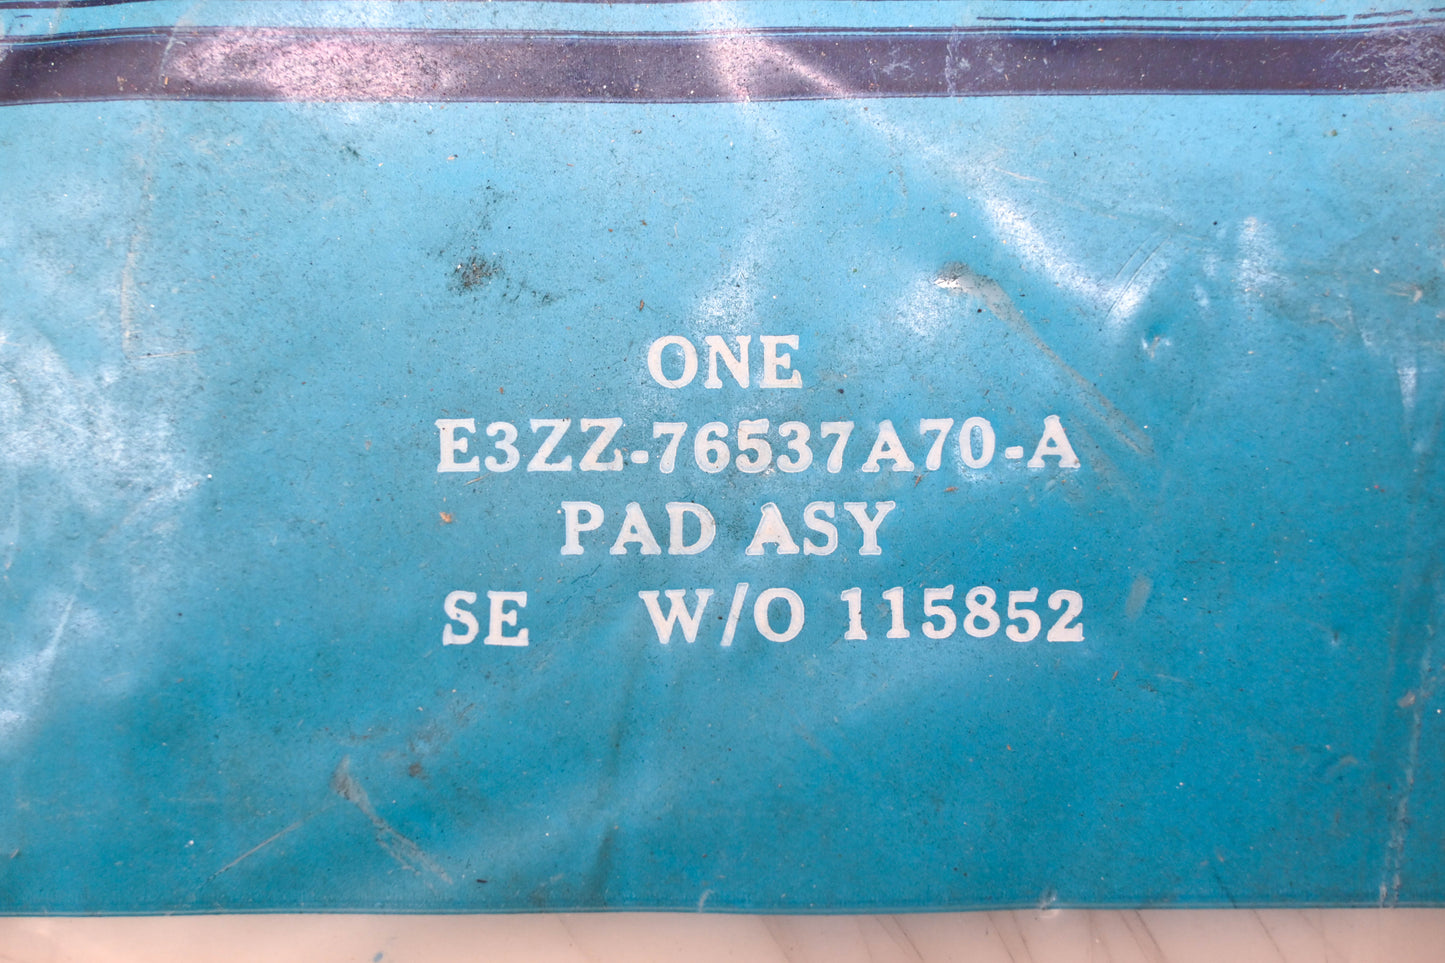 ONE
E3ZZ-76537A70-A
PAD ASY
SE W/O 115852